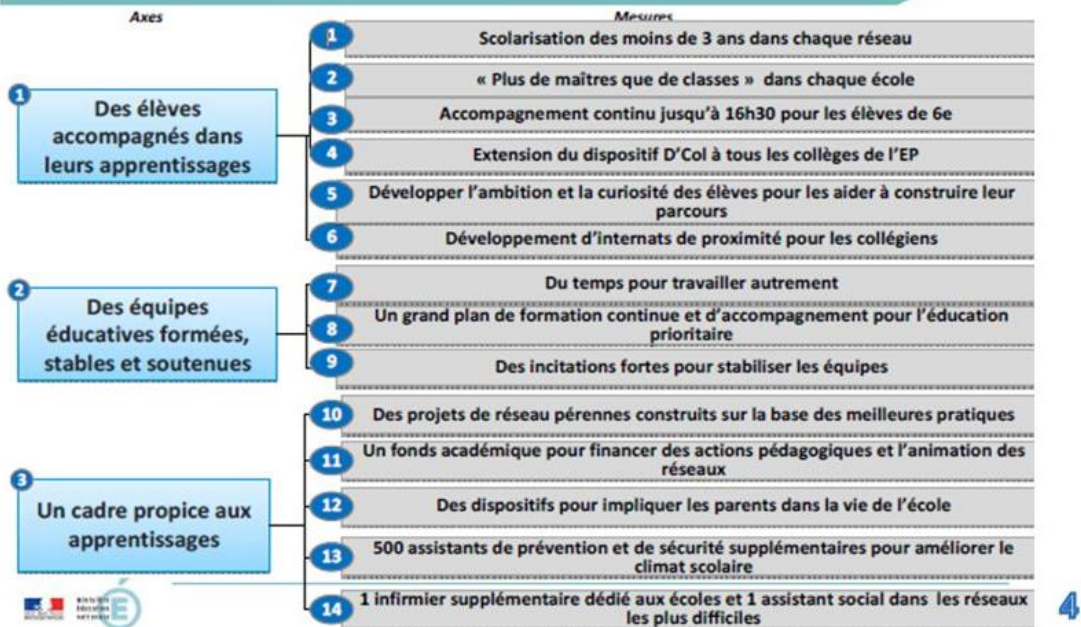 Axes
Mesures
1
Des élèves
accompagnés dans
leurs apprentissages
1
Scolarisation des moins de 3 ans dans chaque réseau
2
« Plus de maîtres que de classes » dans chaque école
3
Accompagnement continu jusqu’à 16h30 pour les élèves de 6e
4
Extension du dispositif D’Col à tous les collèges de l’EP
5
Développer l’ambition et la curiosité des élèves pour les aider à construire leur
parcours
6
Développement d’internats de proximité pour les collégiens
2
Des équipes
éducatives formées,
stables et soutenues
7
Du temps pour travailler autrement
8
Un grand plan de formation continue et d’accompagnement pour l’éducation
prioritaire
9
Des incitations fortes pour stabiliser les équipes
3
Un cadre propice aux
apprentissages
10
Des projets de réseau pérennes construits sur la base des meilleures pratiques
11
Un fonds académique pour financer des actions pédagogiques et l’animation des
réseaux
12
Des dispositifs pour impliquer les parents dans la vie de l’école
13
500 assistants de prévention et de sécurité supplémentaires pour améliorer le
climat scolaire
14
1 infirmier supplémentaire dédié aux écoles et 1 assistant social dans les réseaux
les plus difficiles
É
4